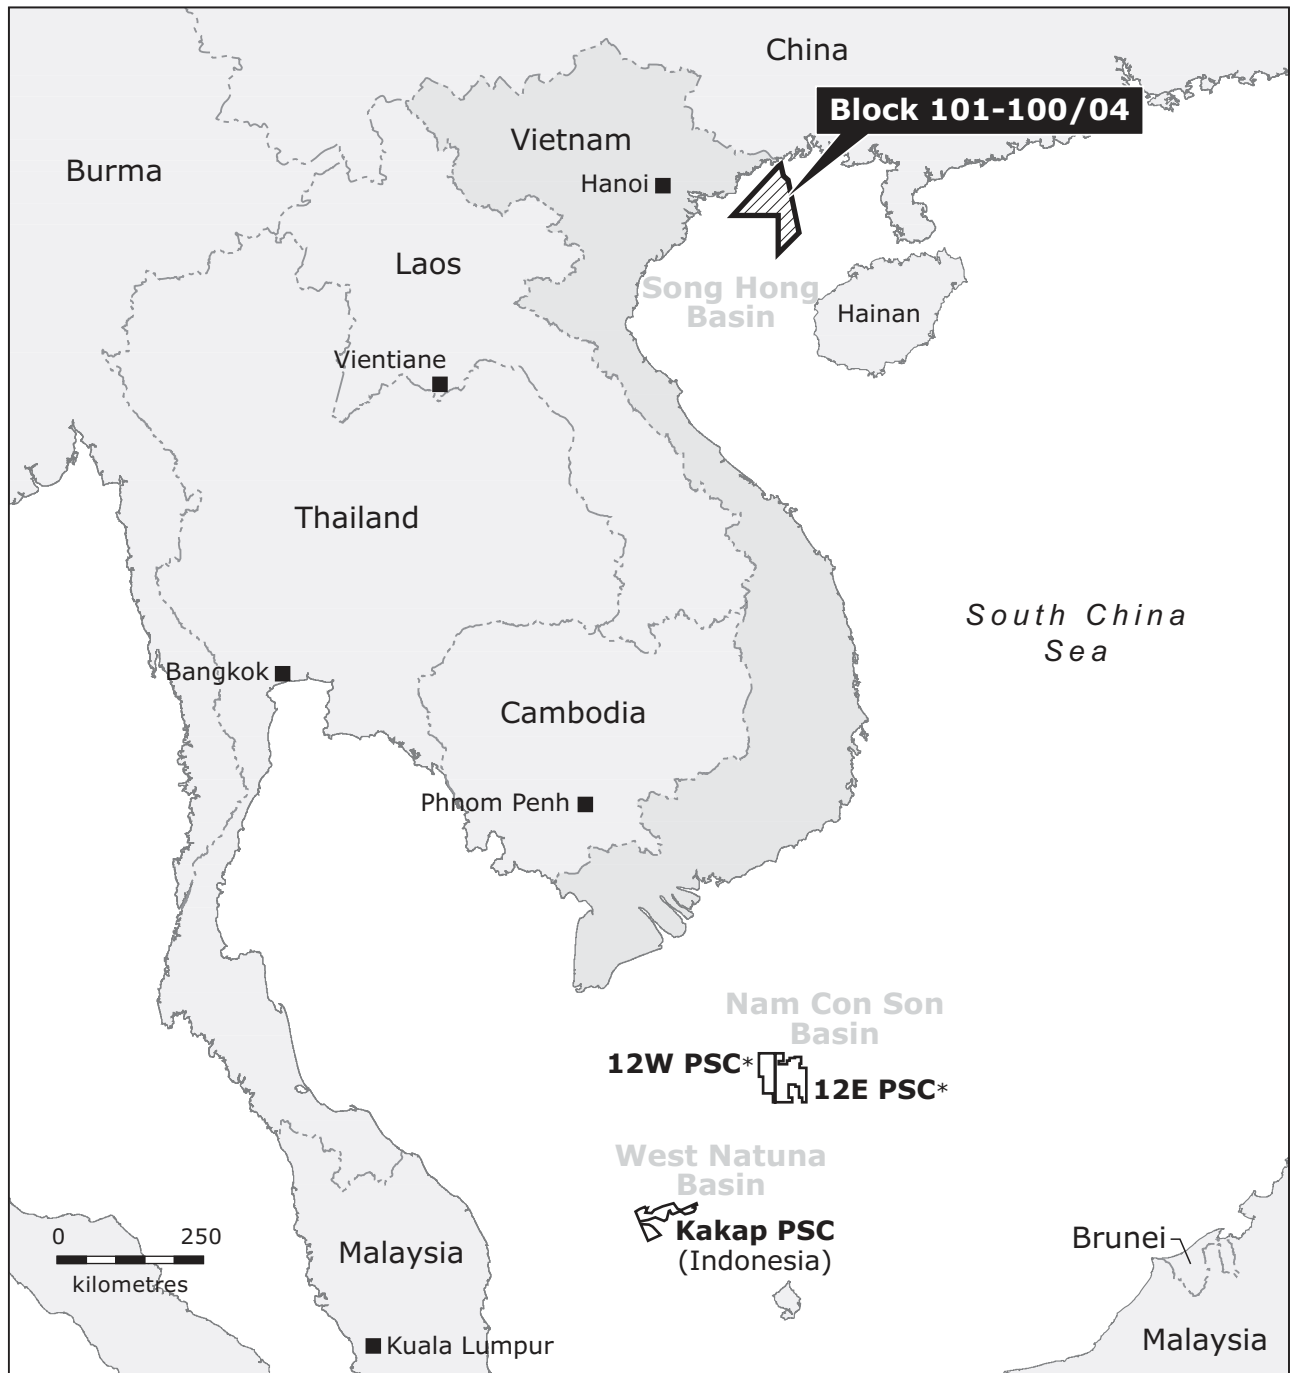 China
Block 101-100/04
Vietnam
Burma
Hanoi
Laos
Song Hong
Basin
Hainan
Vientiane
Thailand
South China
Sea
Bangkok
Cambodia
Phnom Penh
Nam Con Son
Basin
12W PSC*
12E PSC*
West Natuna
Basin
Kakap PSC
(Indonesia)
0 250
kilometres
Malaysia
Brunei
Kuala Lumpur
Malaysia